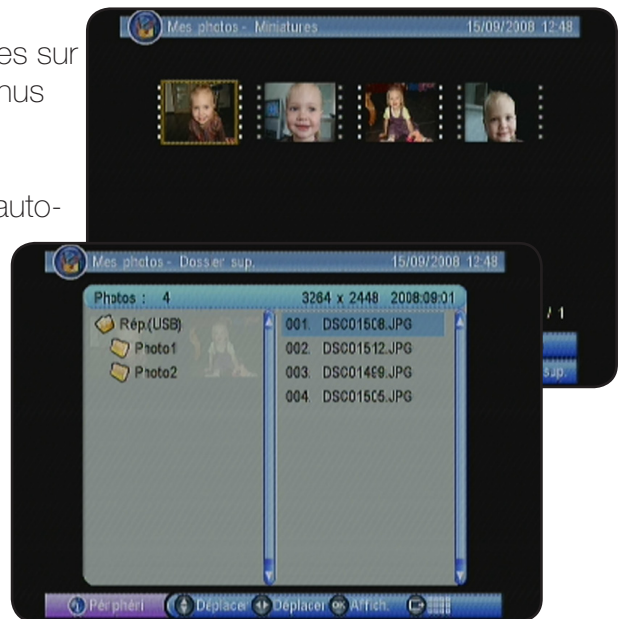 es sur
nus
auto-
Mes photos - Miniatures 15/09/2008 12:48
/ 1
sup.
Mes photos - Dossier sup. 15/09/2008 12:48
Photos : 4 3264 x 2448 2008:09:01
Rép.(USB)
Photo1
Photo2
001. DSC01508.JPG
002. DSC01512.JPG
003. DSC01499.JPG
004. DSC01505.JPG
Périphéri Déplacer Déplacer OK Affich.